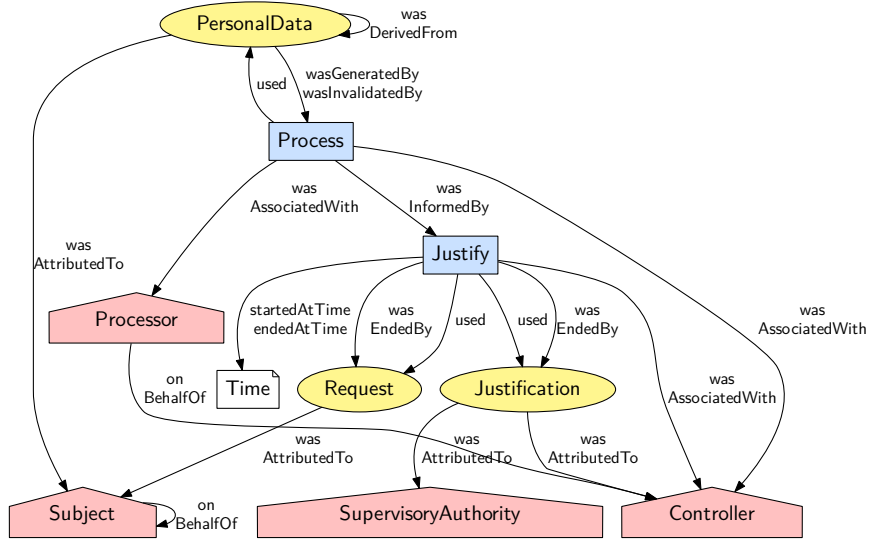 PersonalData
was
DerivedFrom
used
wasGeneratedBy
wasInvalidatedBy
Process
was
AssociatedWith
was
InformedBy
was
AttributedTo
Justify
Processor
startedAtTime
endedAtTime
was
EndedBy
used
used
was
EndedBy
was
AssociatedWith
on
BehalfOf
Time
Request
Justification
was
AssociatedWith
was
AttributedTo
was
AttributedTo
was
AttributedTo
Subject
on
BehalfOf
SupervisoryAuthority
Controller